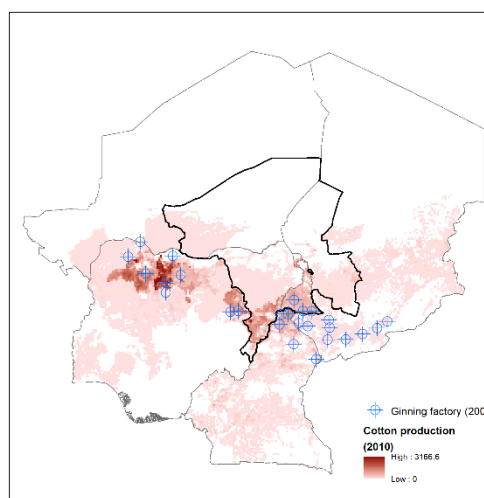 Ginning factory (200
Cotton production
(2010)
High : 3166.6
Low : 0